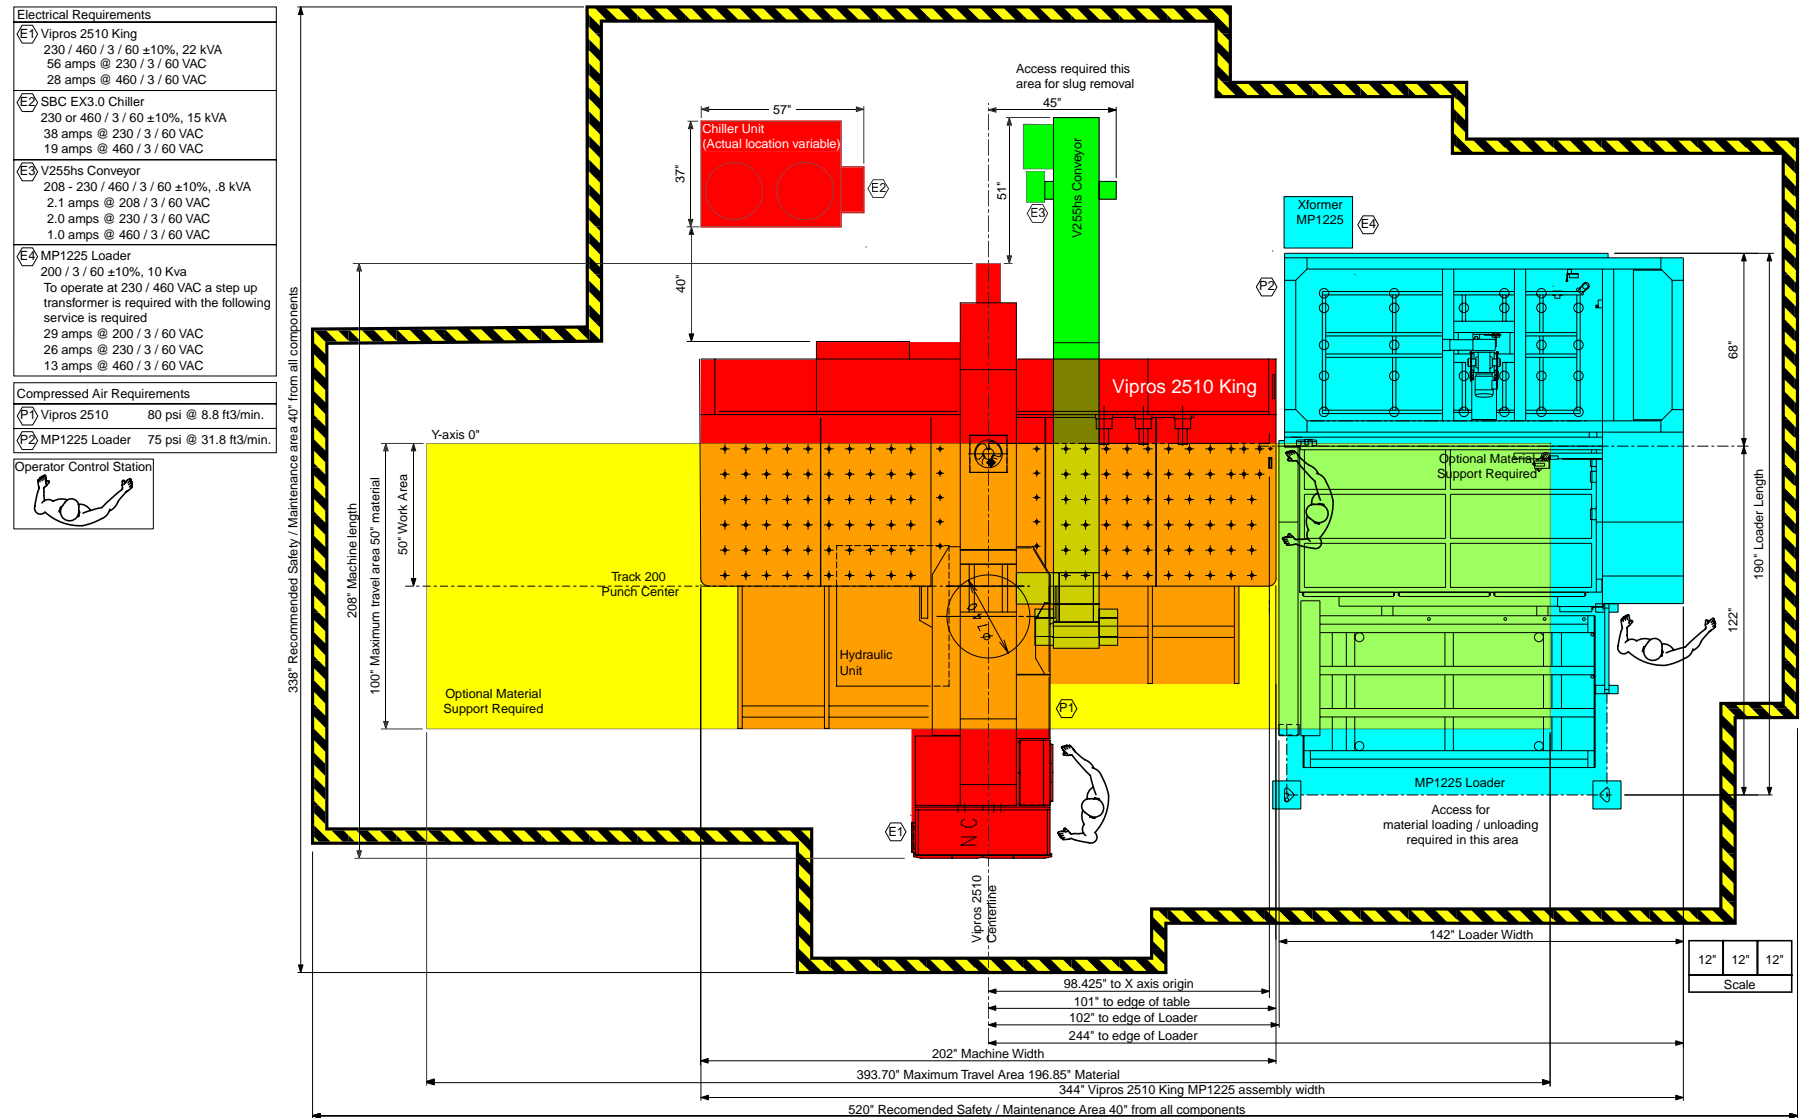 Electrical Requirements
E1 Vipros 2510 King
230 / 460 / 3 / 60 ±10%, 22 kVA
56 amps @ 230 / 3 / 60 VAC
28 amps @ 460 / 3 / 60 VAC
E2 SBC EX3.0 Chiller
230 or 460 / 3 / 60 ±10%, 15 kVA
38 amps @ 230 / 3 / 60 VAC
19 amps @ 460 / 3 / 60 VAC
E3 V255hs Conveyor
208 - 230 / 460 / 3 / 60 ±10%, .8 kVA
2.1 amps @ 208 / 3 / 60 VAC
2.0 amps @ 230 / 3 / 60 VAC
1.0 amps @ 460 / 3 / 60 VAC
E4 MP1225 Loader
200 / 3 / 60 ±10%, 10 Kva
To operate at 230 / 460 VAC a step up
transformer is required with the following
service is required
29 amps @ 200 / 3 / 60 VAC
26 amps @ 230 / 3 / 60 VAC
13 amps @ 460 / 3 / 60 VAC
Compressed Air Requirements
P1 Vipros 2510 80 psi @ 8.8 ft3/min.
P2 MP1225 Loader 75 psi @ 31.8 ft3/min.
Operator Control Station
Access required this
area for slug removal
45"
57"
Chiller Unit
(Actual location variable)
37"
E2
40"
51"
E3
V255hs Conveyor
Xformer
MP1225
E4
P2
68"
190" Loader Length
122"
Vipros 2510 King
Y-axis 0"
338" Recommended Safety / Maintenance area 40" from all components
208" Machine length
100" Maximum travel area 50" material
50" Work Area
Track 200
Punch Center
φ17.40
Hydraulic
Unit
Optional Material
Support Required
Optional Material
Support Required
P1
E1
NC
MP1225 Loader
Access for
material loading / unloading
required in this area
Vipros 2510
Centerline
142" Loader Width
12" 12" 12"
Scale
98.425" to X axis origin
101" to edge of table
102" to edge of Loader
244" to edge of Loader
202" Machine Width
393.70" Maximum Travel Area 196.85" Material
344" Vipros 2510 King MP1225 assembly width
520" Recomended Safety / Maintenance Area 40" from all components